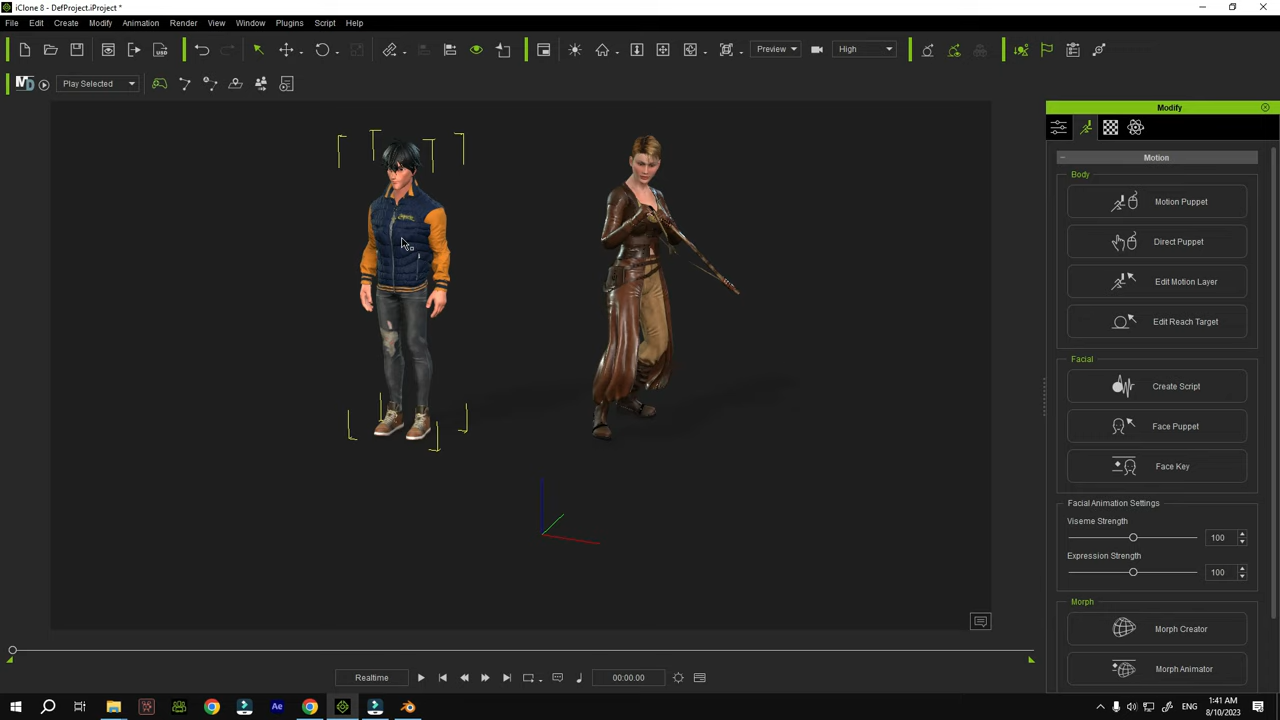 iClone 8 - DefProject.iProject *
File Edit Create Modify Animation Render View Window Plugins Script Help
Preview High
MD Play Selected
Modify
Motion
Body
Motion Puppet
Direct Puppet
Edit Motion Layer
Edit Reach Target
Facial
Create Script
Face Puppet
Face Key
Facial Animation Settings
Viseme Strength
100
Expression Strength
100
Morph
Morph Creator
Morph Animator
Realtime 00:00.00
USD
Ae
ENG 1:41 AM
8/10/2023